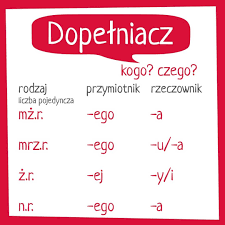 Dopełniacz
kogo? czego?
rodzaj przymiotnik rzeczownik
liczba pojedyncza
mż.r. -ego -a
mrz.r. -ego -u/-a
ż.r. -ej -y/i
n.r. -ego -a